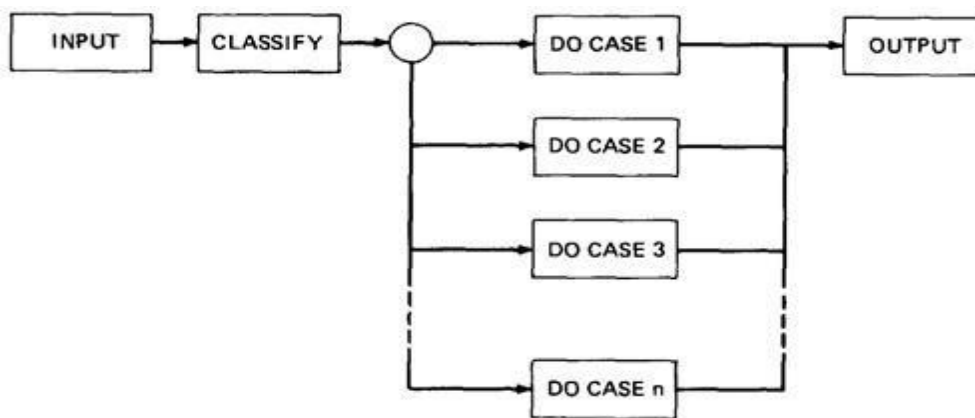 INPUT
CLASSIFY
DO CASE 1
OUTPUT
DO CASE 2
DO CASE 3
DO CASE n